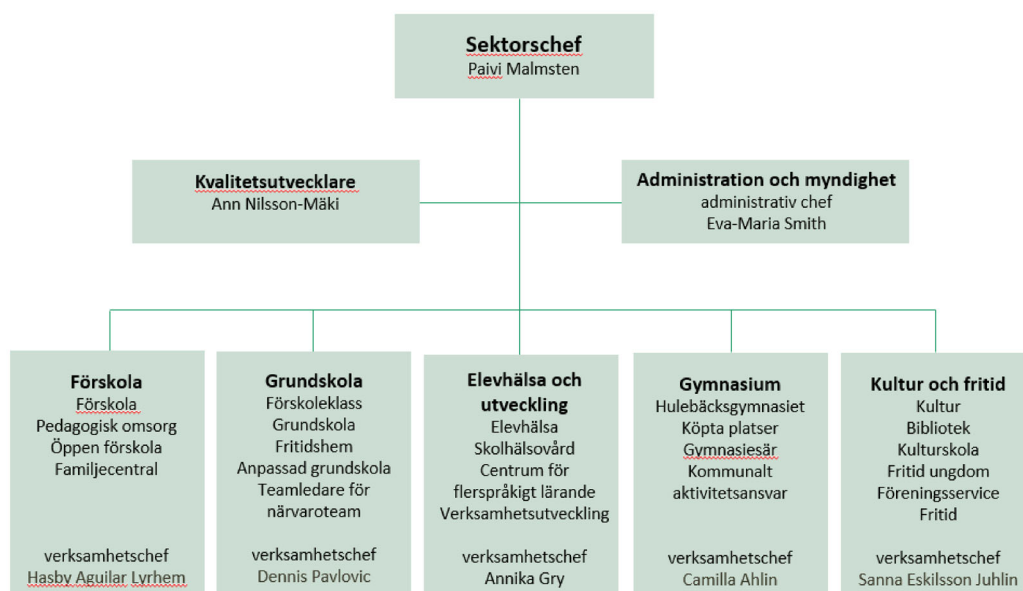 Sektorschef
Paivi Malmsten
Kvalitetsutvecklare
Ann Nilsson-Mäki
Administration och myndighet
administrativ chef
Eva-Maria Smith
Förskola
Förskola
Pedagogisk omsorg
Öppen förskola
Familjecentral
verksamhetschef
Hasby Aguilar Lyrhem
Grundskola
Förskoleklass
Grundskola
Fritidshem
Anpassad grundskola
Teamledare för
närvaroteam
verksamhetschef
Dennis Pavlovic
Elevhälsa och
utveckling
Elevhälsa
Skolhälsovård
Centrum för
flerspråkigt lärande
Verksamhetsutveckling
verksamhetschef
Annika Gry
Gymnasium
Hulebäcksgymnasiet
Köpta platser
Gymnasiesär
Kommunalt
aktivitetsansvar
verksamhetschef
Camilla Ahlin
Kultur och fritid
Kultur
Bibliotek
Kulturskola
Fritid ungdom
Föreningsservice
Fritid
verksamhetschef
Sanna Eskilsson Juhlin